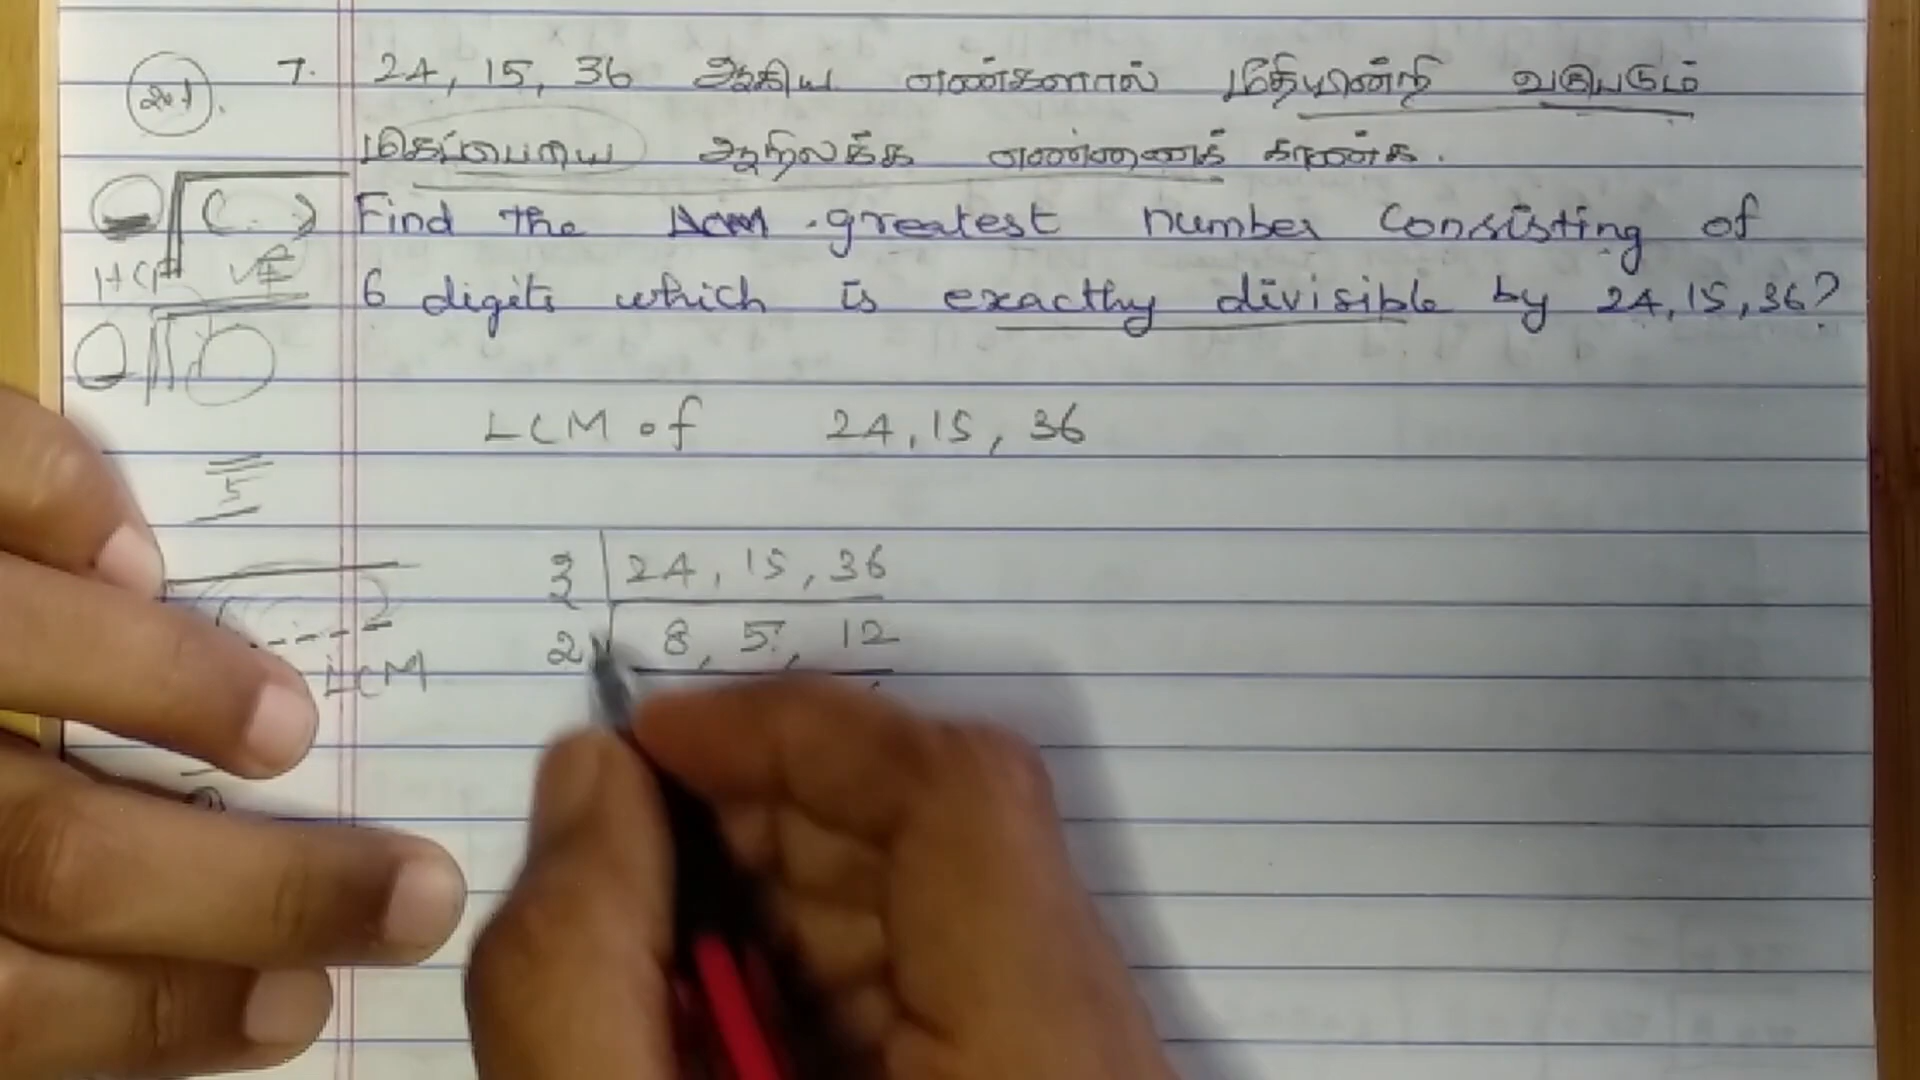 7. 24, 15, 36 ஆகிய எண்களால் மீதியின்றி வகுபடும்
மிகப்பெரிய ஆறிலக்க எண்ணைக் காண்க.
Find the greatest number consisting of
6 digits which is exactly divisible by 24, 15, 36?
HCF
LCM of 24, 15, 36
5
3 24, 15, 36
2 8, 5, 12
LCM